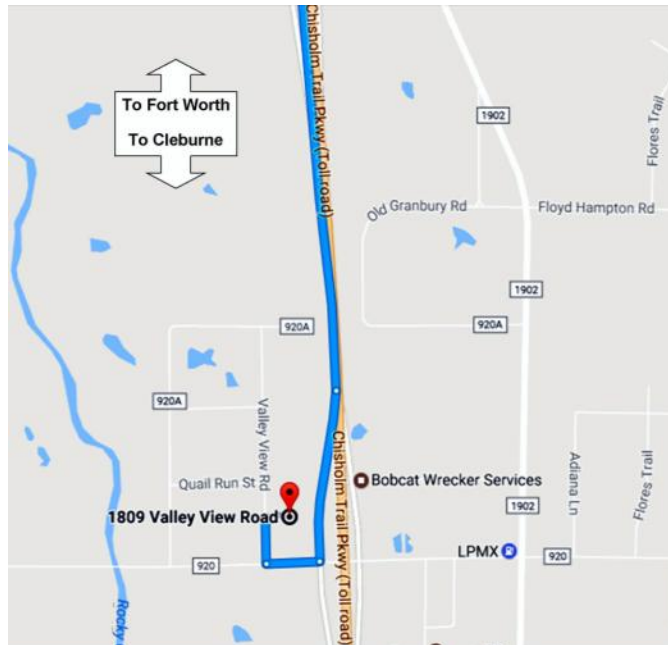 Chisholm Trail Pkwy (Toll road)
To Fort Worth
To Cleburne
1902
Flores Trail
Old Granbury Rd
Floyd Hampton Rd
1902
920A
920A
920A
Valley View Rd
Chisholm Trail Pkwy (Toll road)
Quail Run St
Bobcat Wrecker Services
Adiana Ln
Flores Trail
1809 Valley View Road
1902
LPMX
920
920
Rocky